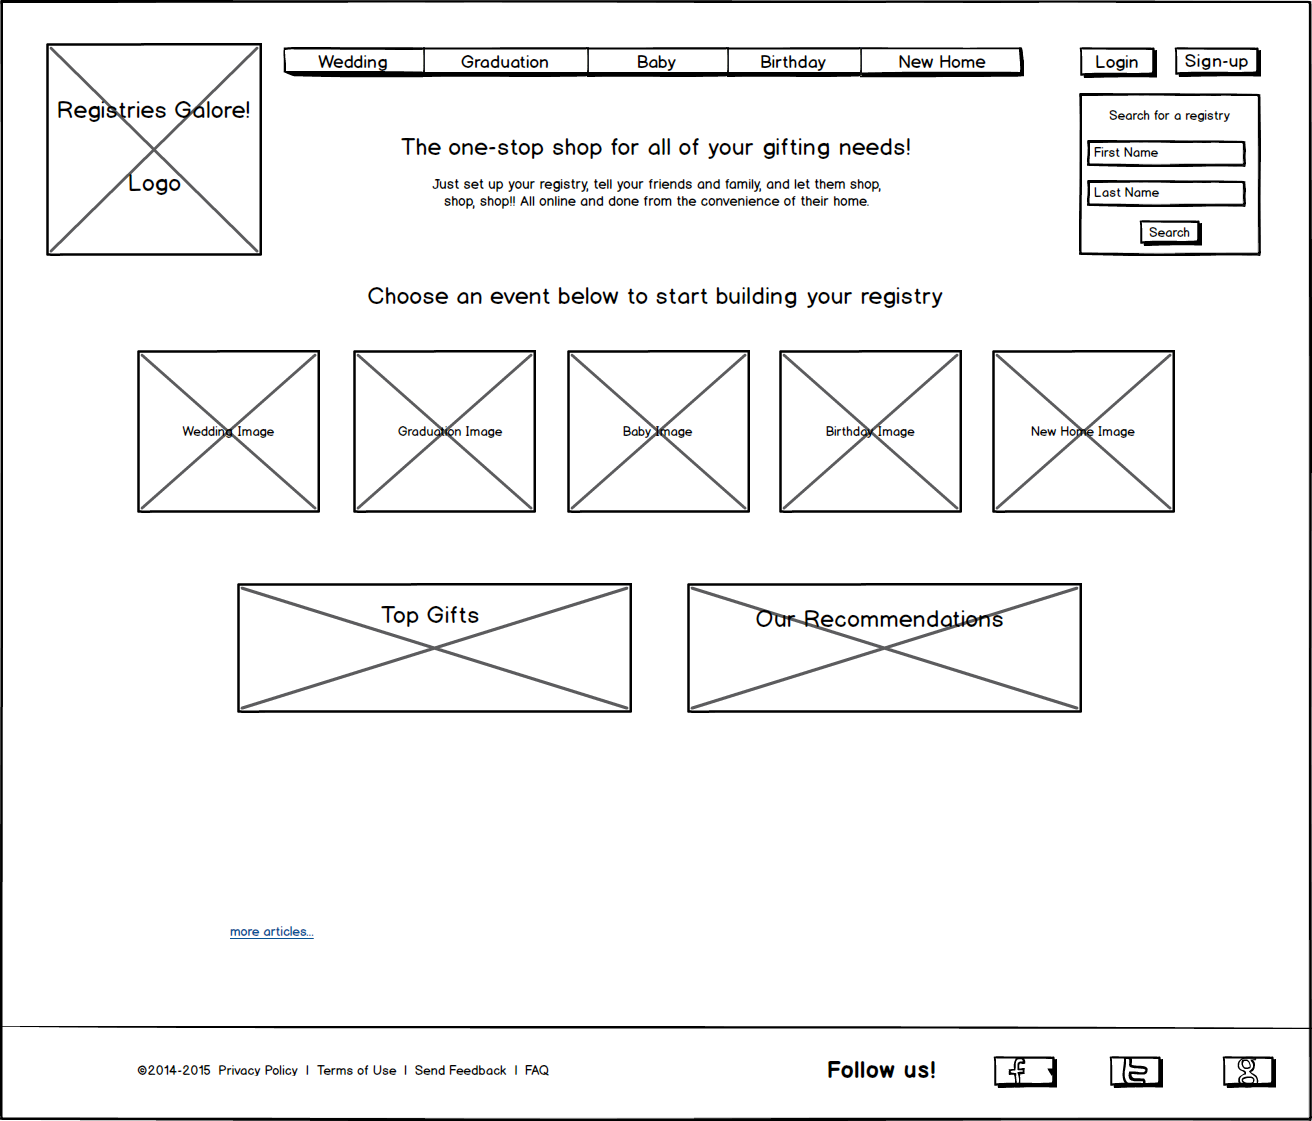 Registries Galore!
Logo
Wedding Graduation Baby Birthday New Home
Login Sign-up
Search for a registry
First Name
Last Name
Search
The one-stop shop for all of your gifting needs!
Just set up your registry, tell your friends and family, and let them shop,
shop, shop!! All online and done from the convenience of their home.
Choose an event below to start building your registry
Wedding Image Graduation Image Baby Image Birthday Image New Home Image
Top Gifts Our Recommendations
more articles...
©2014-2015 Privacy Policy | Terms of Use | Send Feedback | FAQ
Follow us! f t g